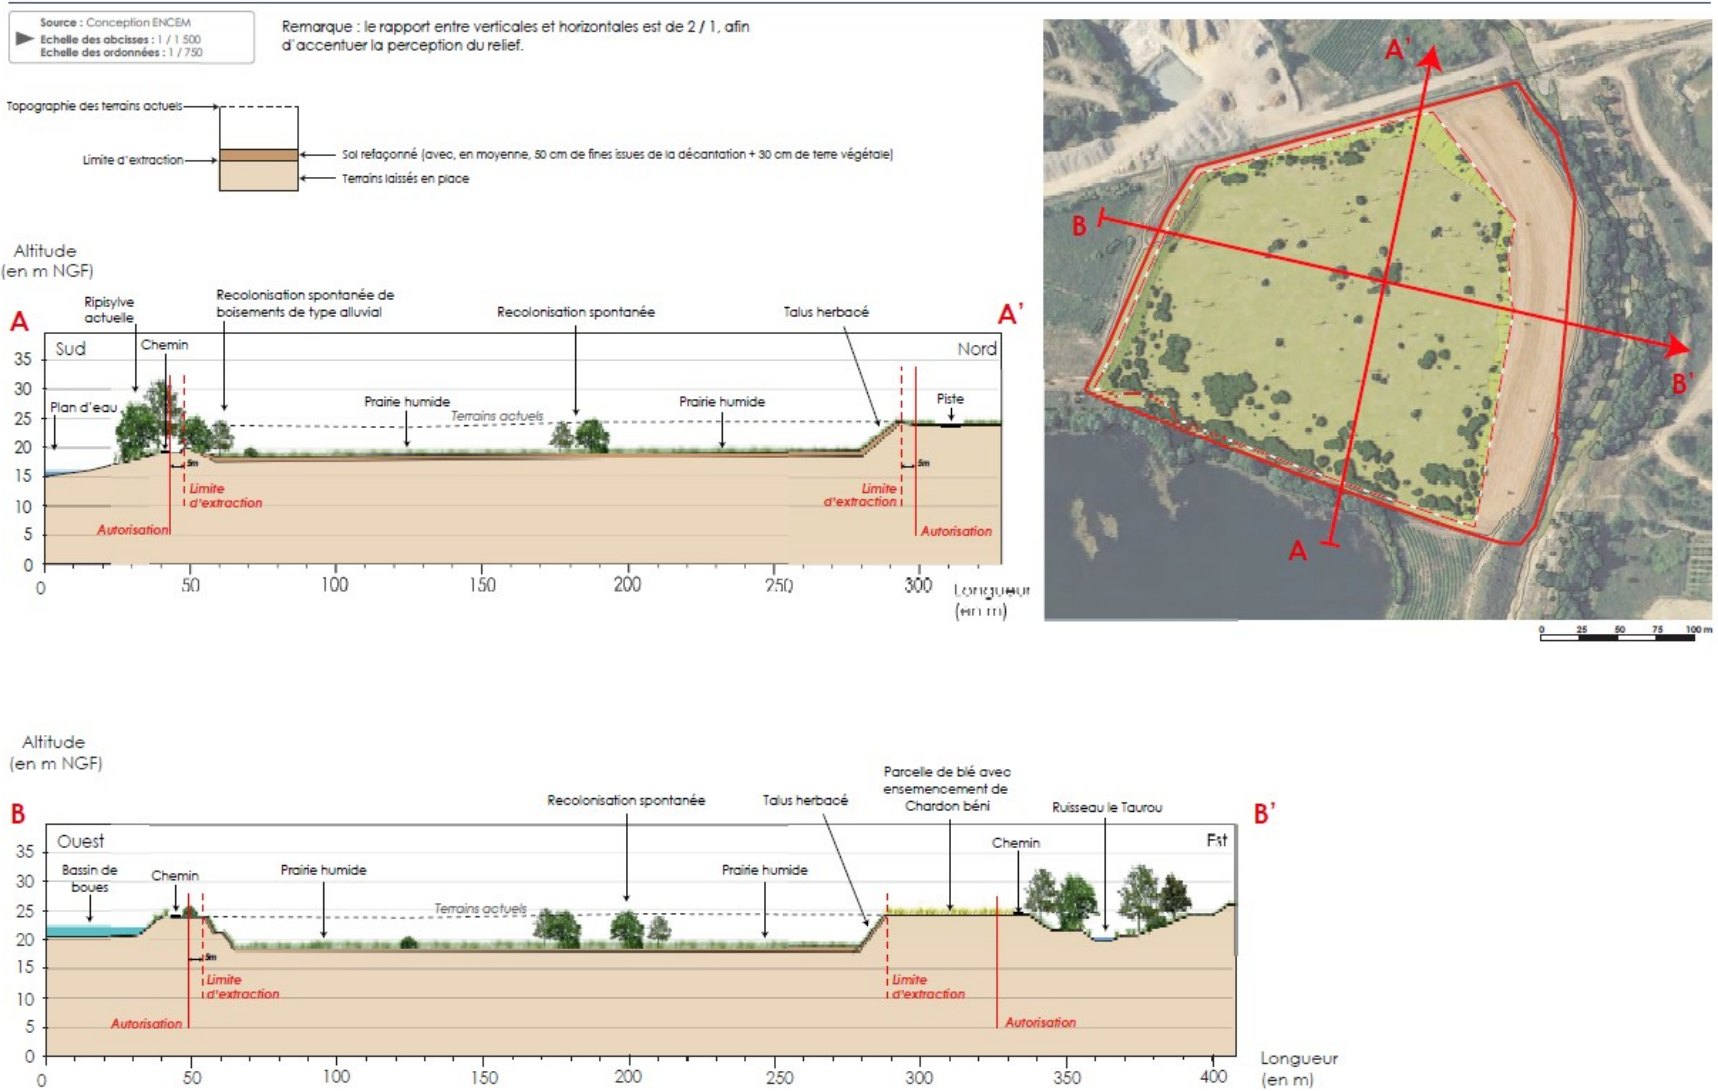 Source : Conception ENCEM
Echelle des abcisses : 1 / 1 500
Echelle des ordonnées : 1 / 750
Remarque : le rapport entre verticales et horizontales est de 2 / 1, afin
d'accentuer la perception du relief.
Topographie des terrains actuels
Limite d'extraction
Sol refaçonné (avec, en moyenne, 50 cm de fines issues de la décantation + 30 cm de terre végétale)
Terrains laissés en place
Altitude
(en m NGF)
A
A'
Sud
Nord
Ripisylve
actuelle
Recolonisation spontanée de
boisements de type alluvial
Recolonisation spontanée
Talus herbacé
Chemin
Plan d'eau
Prairie humide
Terrains actuels
Prairie humide
Piste
5m
5m
Limite
d'extraction
Autorisation
Limite
d'extraction
Autorisation
35
30
25
20
15
10
5
0
0 50 100 150 200 250 300
Longueur
(en m)
A'
B
B'
A
0 25 50 75 100 m
Altitude
(en m NGF)
B
B'
Ouest
Est
Bassin de
boues
Chemin
Prairie humide
Terrains actuels
Recolonisation spontanée
Prairie humide
Talus herbacé
Parcelle de blé avec
ensemencement de
Chardon béni
Chemin
Ruisseau le Taurou
5m
Limite
d'extraction
Autorisation
Limite
d'extraction
Autorisation
35
30
25
20
15
10
5
0
0 50 100 150 200 250 300 350 400
Longueur
(en m)